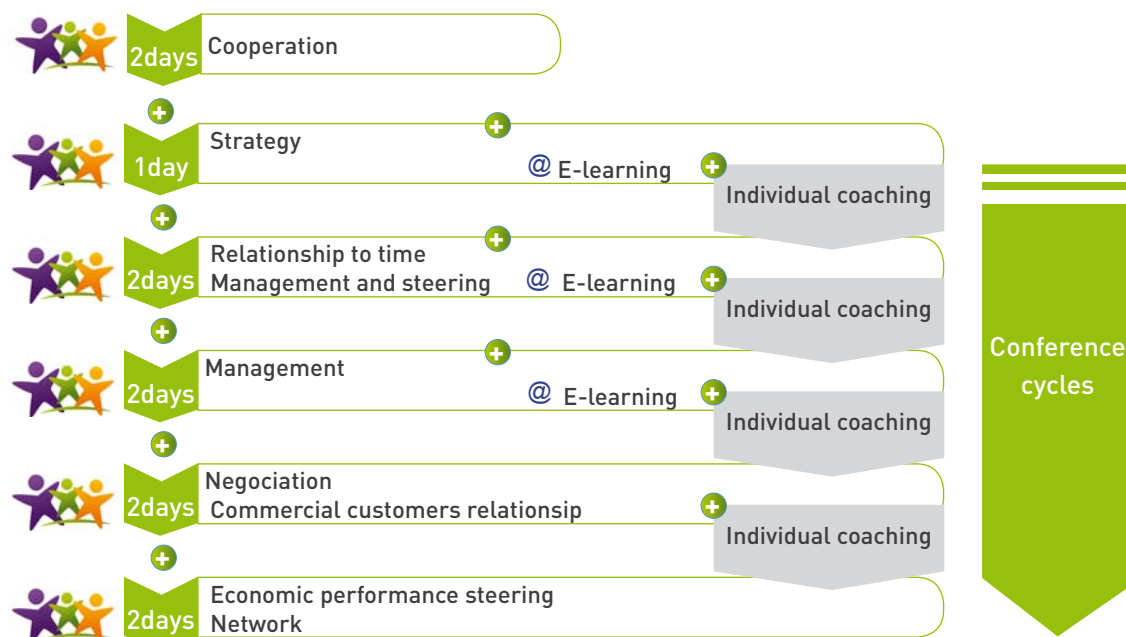 2days
Cooperation
+
1day
Strategy
+
@ E-learning
+
Individual coaching
+
2days
Relationship to time
Management and steering
+
@ E-learning
+
Individual coaching
+
2days
Management
+
@ E-learning
+
Individual coaching
+
2days
Negociation
Commercial customers relationsip
+
Individual coaching
+
2days
Economic performance steering
Network
Conference
cycles